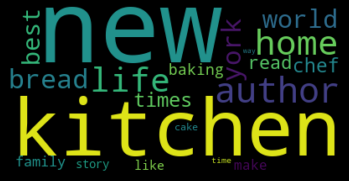 best new york world
home
bread life baking read chef
times author
kitchen
cake way
family story like time make